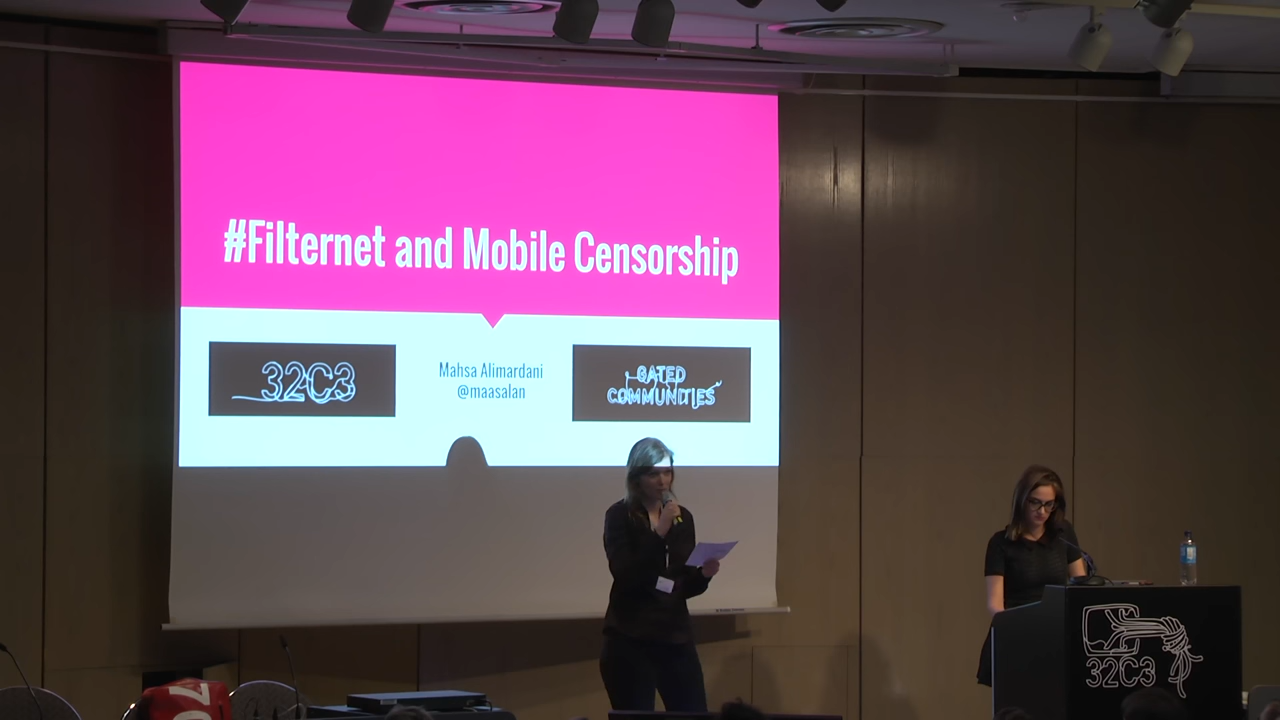 #Filternet and Mobile Censorship
32C3
Mahsa Alimardani
@maasalan
GATED
COMMUNITIES
32C3